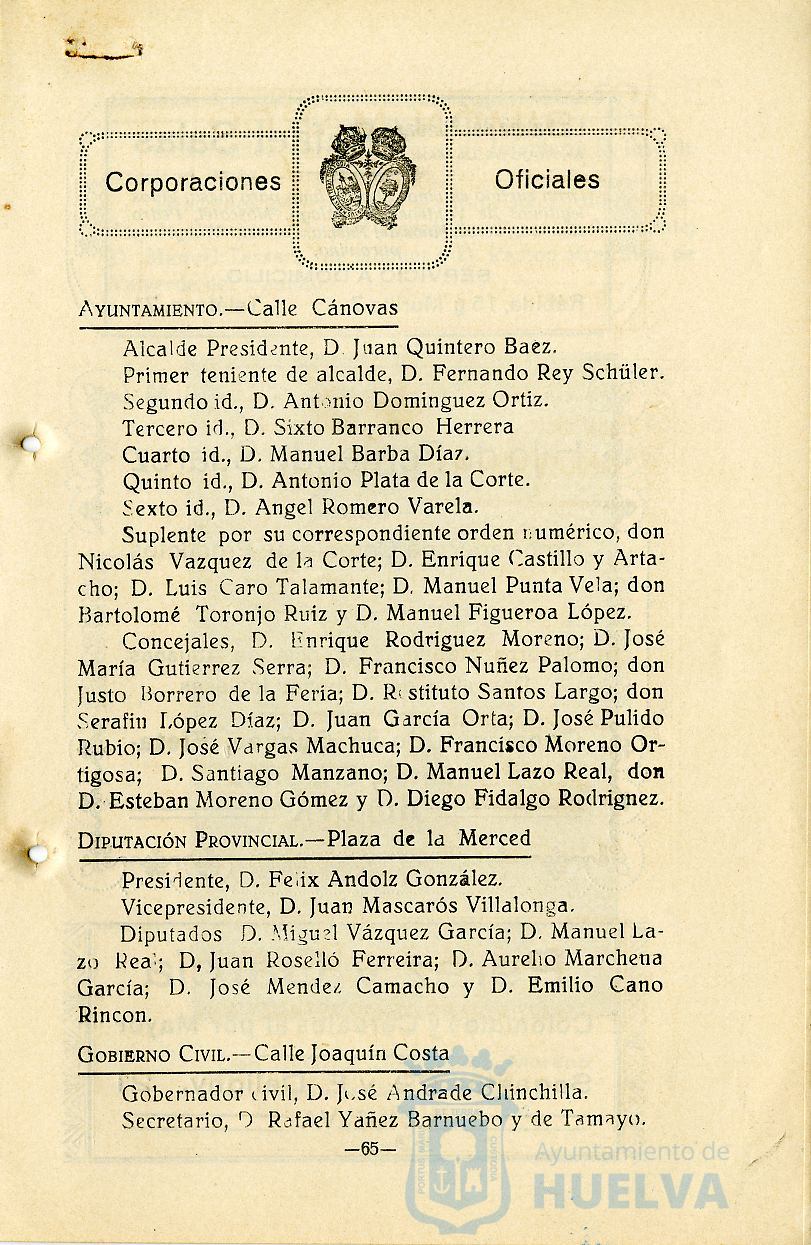 Corporaciones Oficiales
AYUNTAMIENTO.—Calle Cánovas
Alcalde Presidente, D. Juan Quintero Baez.
Primer teniente de alcalde, D. Fernando Rey Schüler.
Segundo id., D. Antonio Dominguez Ortiz.
Tercero id., D. Sixto Barranco Herrera
Cuarto id., D. Manuel Barba Díaz.
Quinto id., D. Antonio Plata de la Corte.
Sexto id., D. Angel Romero Varela.
Suplente por su correspondiente orden numérico, don
Nicolás Vazquez de la Corte; D. Enrique Castillo y Arta-
cho; D. Luis Caro Talamante; D. Manuel Punta Vela; don
Bartolomé Toronjo Ruiz y D. Manuel Figueroa López.
Concejales, D. Enrique Rodriguez Moreno; D. José
María Gutierrez Serra; D. Francisco Nuñez Palomo; don
Justo Borrero de la Feria; D. Restituto Santos Largo; don
Serafin López Díaz; D. Juan García Orta; D. José Pulido
Rubio; D. José Vargas Machuca; D. Francisco Moreno Or-
tigosa; D. Santiago Manzano; D. Manuel Lazo Real, don
D. Esteban Moreno Gómez y D. Diego Fidalgo Rodrignez.
DIPUTACIÓN PROVINCIAL.—Plaza de la Merced
Presidente, D. Felix Andolz González.
Vicepresidente, D. Juan Mascarós Villalonga.
Diputados D. Miguel Vázquez García; D. Manuel La-
zo Real; D, Juan Roselló Ferreira; D. Aurelio Marchena
García; D. José Mendez Camacho y D. Emilio Cano
Rincon.
GOBIERNO CIVIL.—Calle Joaquín Costa
Gobernador civil, D. José Andrade Chinchilla.
Secretario, D Rafael Yañez Barnuebo y de Tamayo.
—65—
Ayuntamiento de
HUELVA